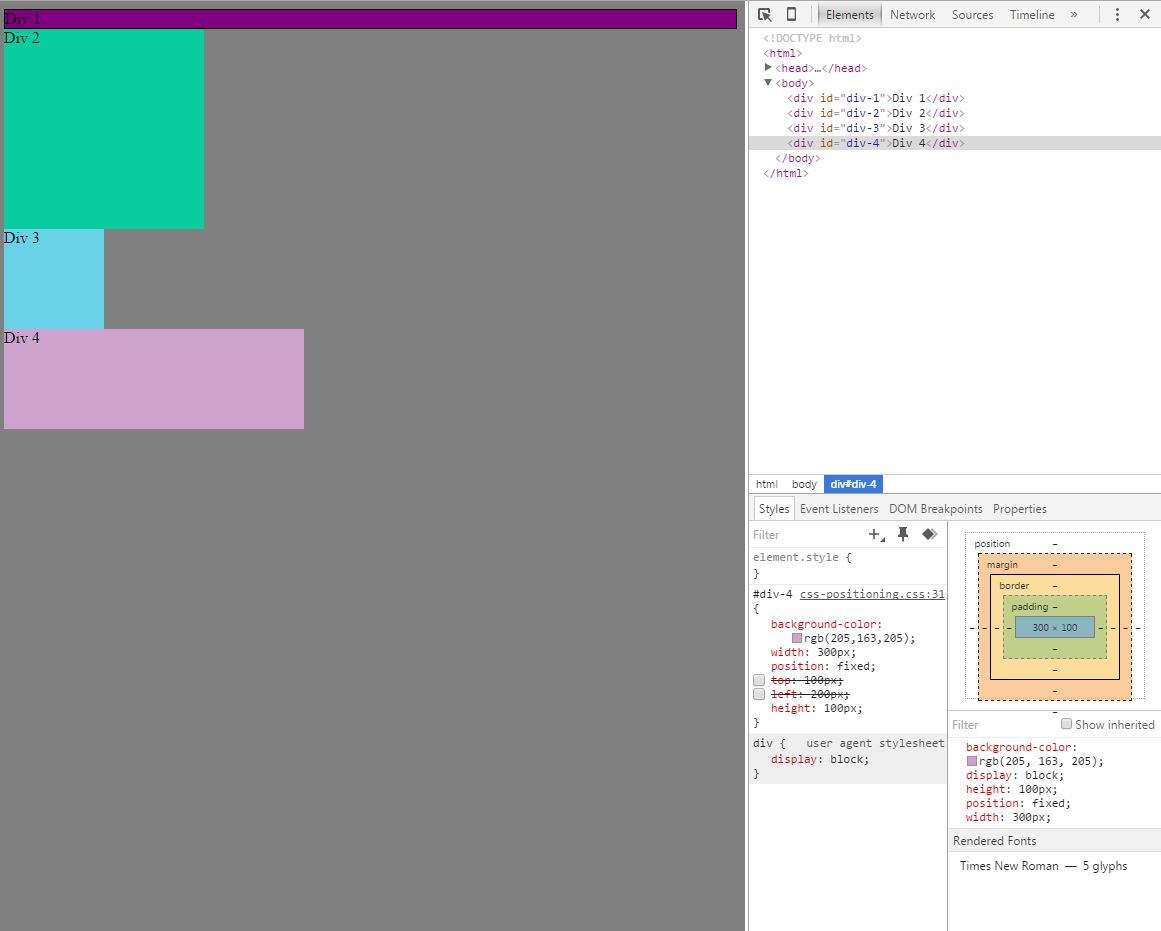 Div 1
Div 2
Div 3
Div 4
Elements Network Sources Timeline »
<!DOCTYPE html>
<html>
<head>…</head>
<body>
<div id="div-1">Div 1</div>
<div id="div-2">Div 2</div>
<div id="div-3">Div 3</div>
<div id="div-4">Div 4</div>
</body>
</html>
html body div#div-4
Styles Event Listeners DOM Breakpoints Properties
Filter
element.style {
}
#div-4 css-positioning.css:31
{
background-color:
rgb(205,163,205);
width: 300px;
position: fixed;
top: 100px;
left: 200px;
height: 100px;
}
div { user agent stylesheet
display: block;
}
position –
margin –
border –
padding –
– – – – 300 × 100 – – – –
–
–
–
–
Filter Show inherited
background-color:
rgb(205, 163, 205);
display: block;
height: 100px;
position: fixed;
width: 300px;
Rendered Fonts
Times New Roman — 5 glyphs